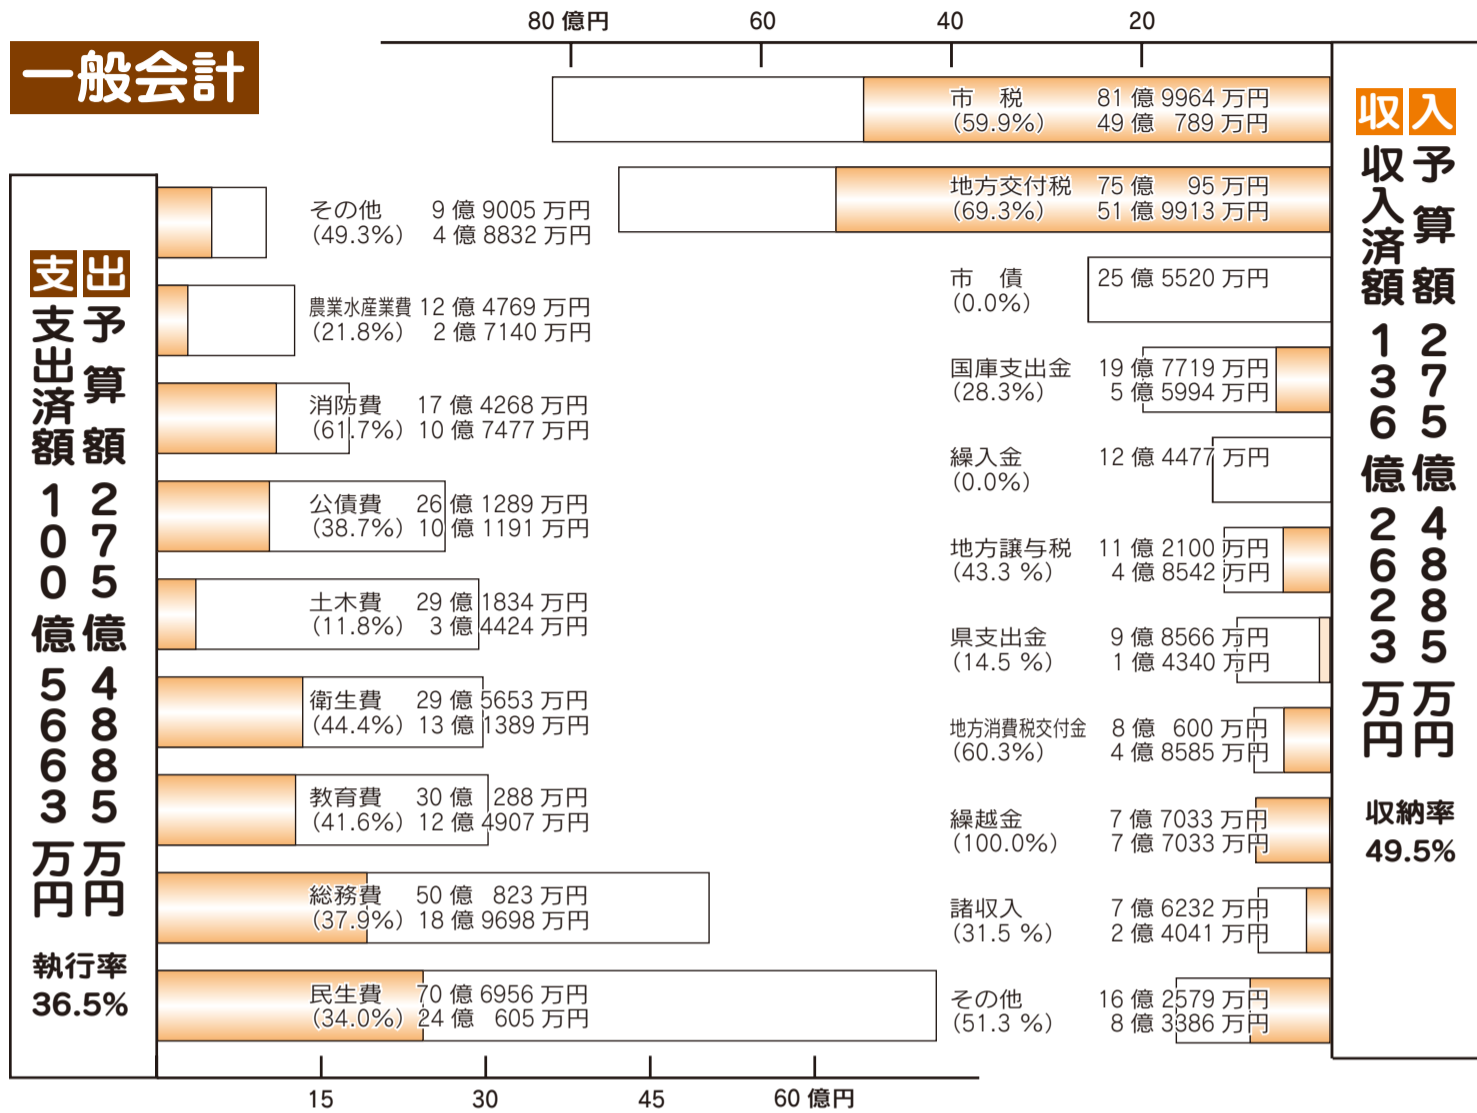 一般会計
80 億円 60 40 20
収入
予算額 275億4885万円
収入済額 136億2623万円
収納率
49.5%
市　税 81 億 9964 万円
(59.9%) 49 億 789 万円
地方交付税 75 億 95 万円
(69.3%) 51 億 9913 万円
市　債 25 億 5520 万円
(0.0%)
国庫支出金 19 億 7719 万円
(28.3%) 5 億 5994 万円
繰入金 12 億 4477 万円
(0.0%)
地方譲与税 11 億 2100 万円
(43.3 %) 4 億 8542 万円
県支出金 9 億 8566 万円
(14.5 %) 1 億 4340 万円
地方消費税交付金 8 億 600 万円
(60.3%) 4 億 8585 万円
繰越金 7 億 7033 万円
(100.0%) 7 億 7033 万円
諸収入 7 億 6232 万円
(31.5 %) 2 億 4041 万円
その他 16 億 2579 万円
(51.3 %) 8 億 3386 万円
支出
予算額 275億4885万円
支出済額 100億5663万円
執行率
36.5%
その他 9 億 9005 万円
(49.3%) 4 億 8832 万円
農業水産業費 12 億 4769 万円
(21.8%) 2 億 7140 万円
消防費 17 億 4268 万円
(61.7%) 10 億 7477 万円
公債費 26 億 1289 万円
(38.7%) 10 億 1191 万円
土木費 29 億 1834 万円
(11.8%) 3 億 4424 万円
衛生費 29 億 5653 万円
(44.4%) 13 億 1389 万円
教育費 30 億 288 万円
(41.6%) 12 億 4907 万円
総務費 50 億 823 万円
(37.9%) 18 億 9698 万円
民生費 70 億 6956 万円
(34.0%) 24 億 605 万円
15 30 45 60 億円